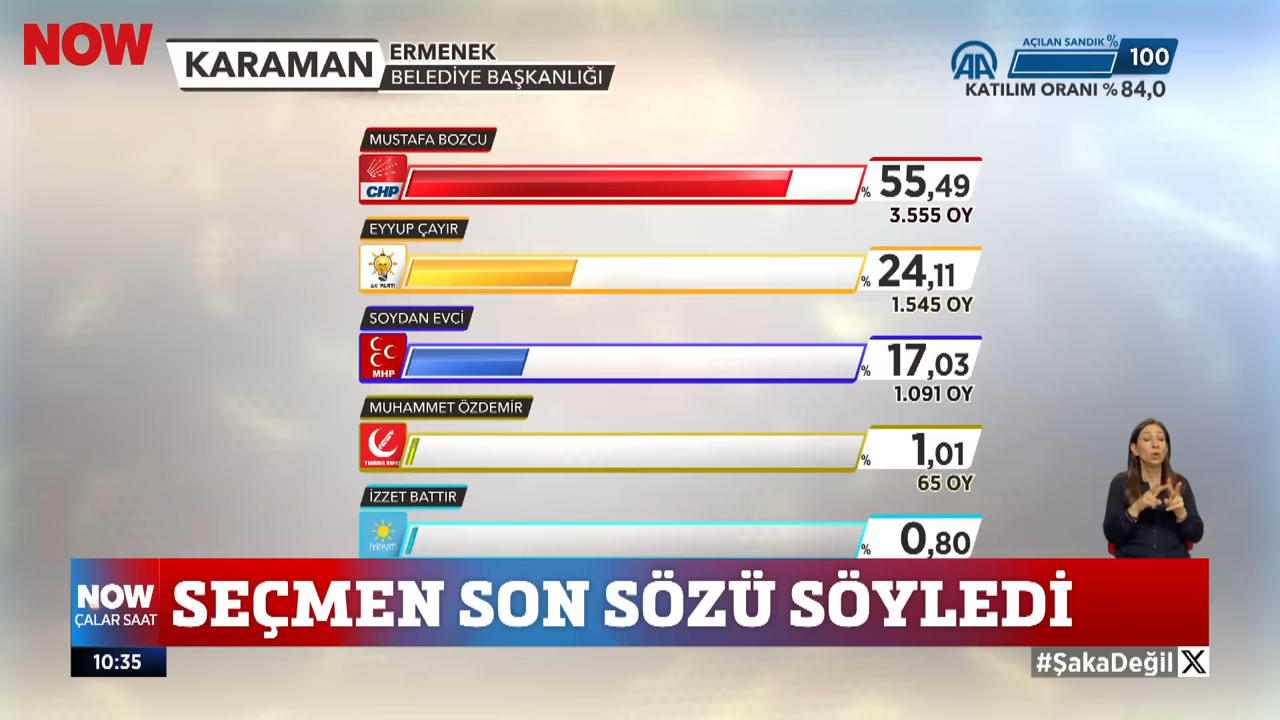 NOW
KARAMAN
ERMENEK
BELEDİYE BAŞKANLIĞI
AA
AÇILAN SANDIK %
100
KATILIM ORANI %84,0
MUSTAFA BOZCU
CHP
% 55,49
3.555 OY
EYYUP ÇAYIR
AK PARTİ
% 24,11
1.545 OY
SOYDAN EVCİ
MHP
% 17,03
1.091 OY
MUHAMMET ÖZDEMİR
% 1,01
65 OY
İZZET BATTIR
İYİ PARTİ
% 0,80
NOW
ÇALAR SAAT
SEÇMEN SON SÖZÜ SÖYLEDİ
10:35
#ŞakaDeğil X